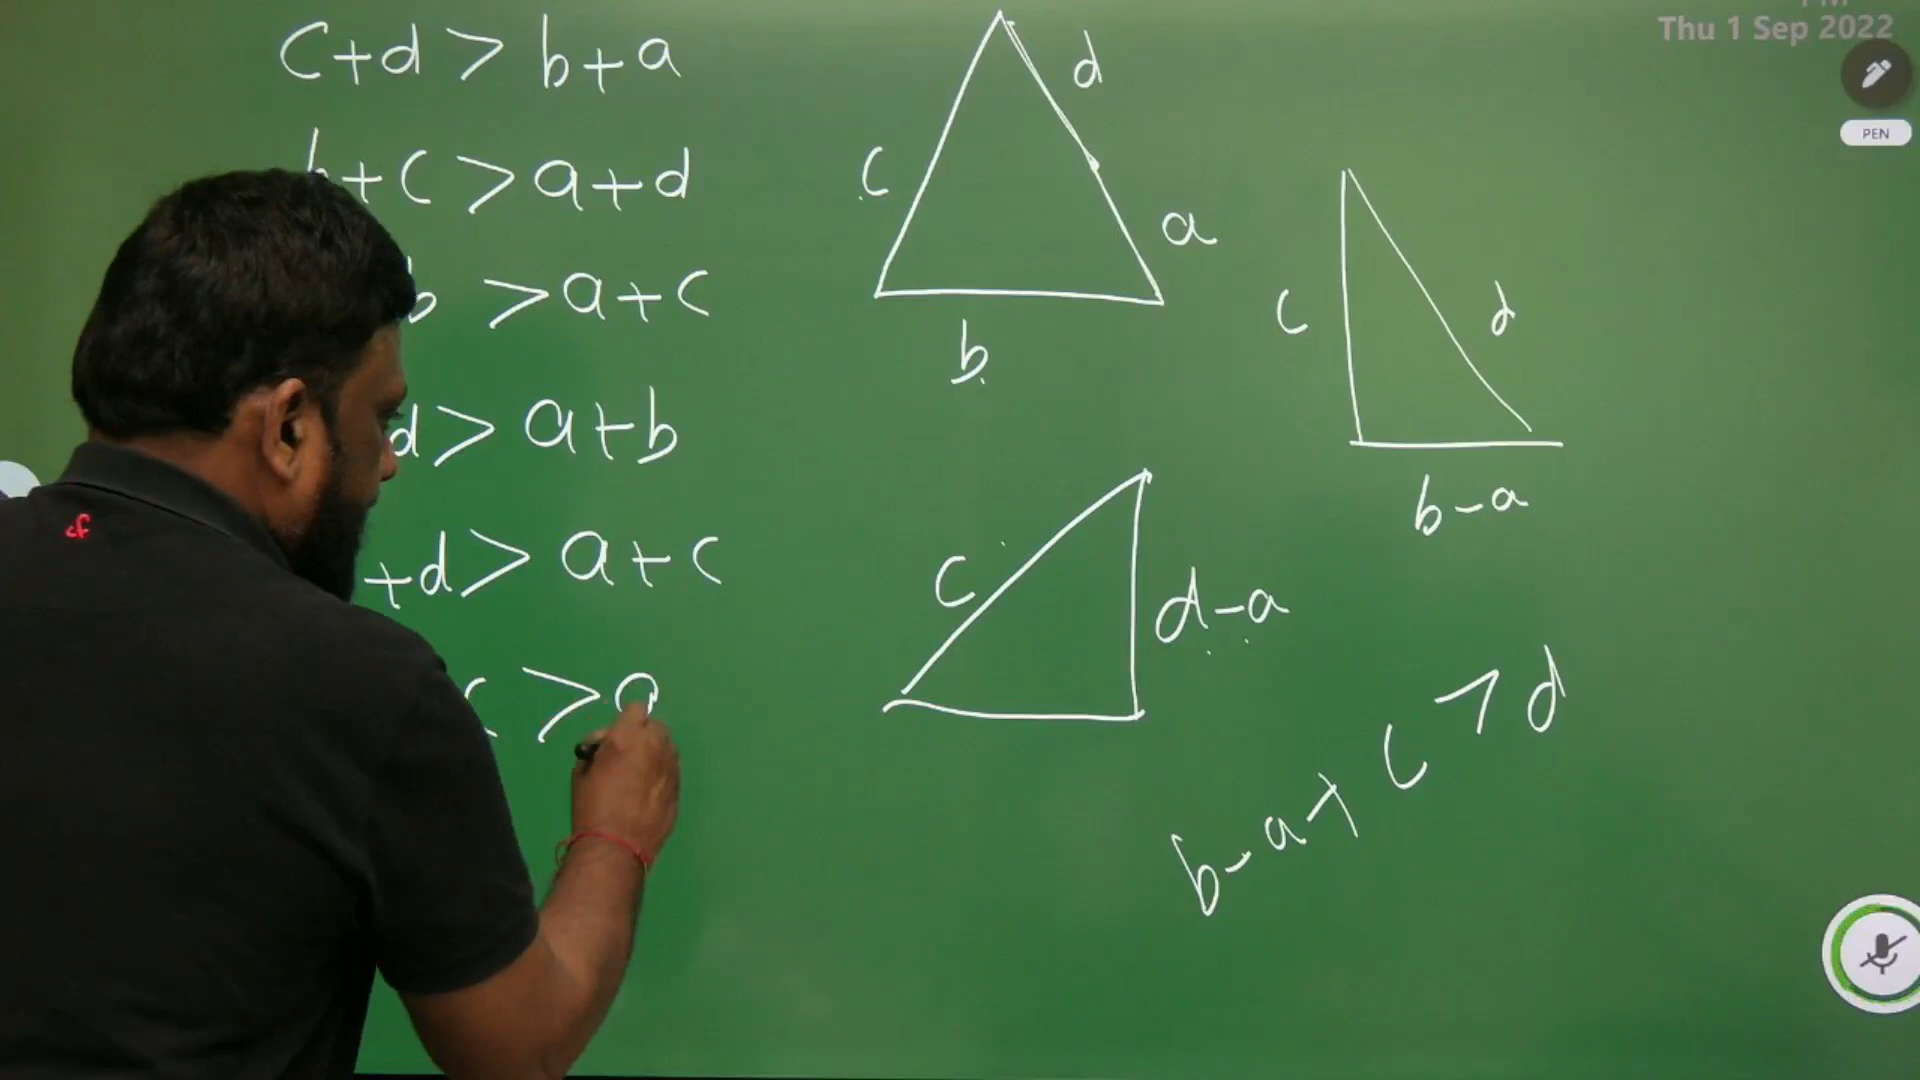 C+d > b+a
b+c > a+d
b > a+c
d > a+b
+d > a+c
c > a
d
c
a
b
c
d
b-a
c
d-a
b-a+c > d
Thu 1 Sep 2022
PEN